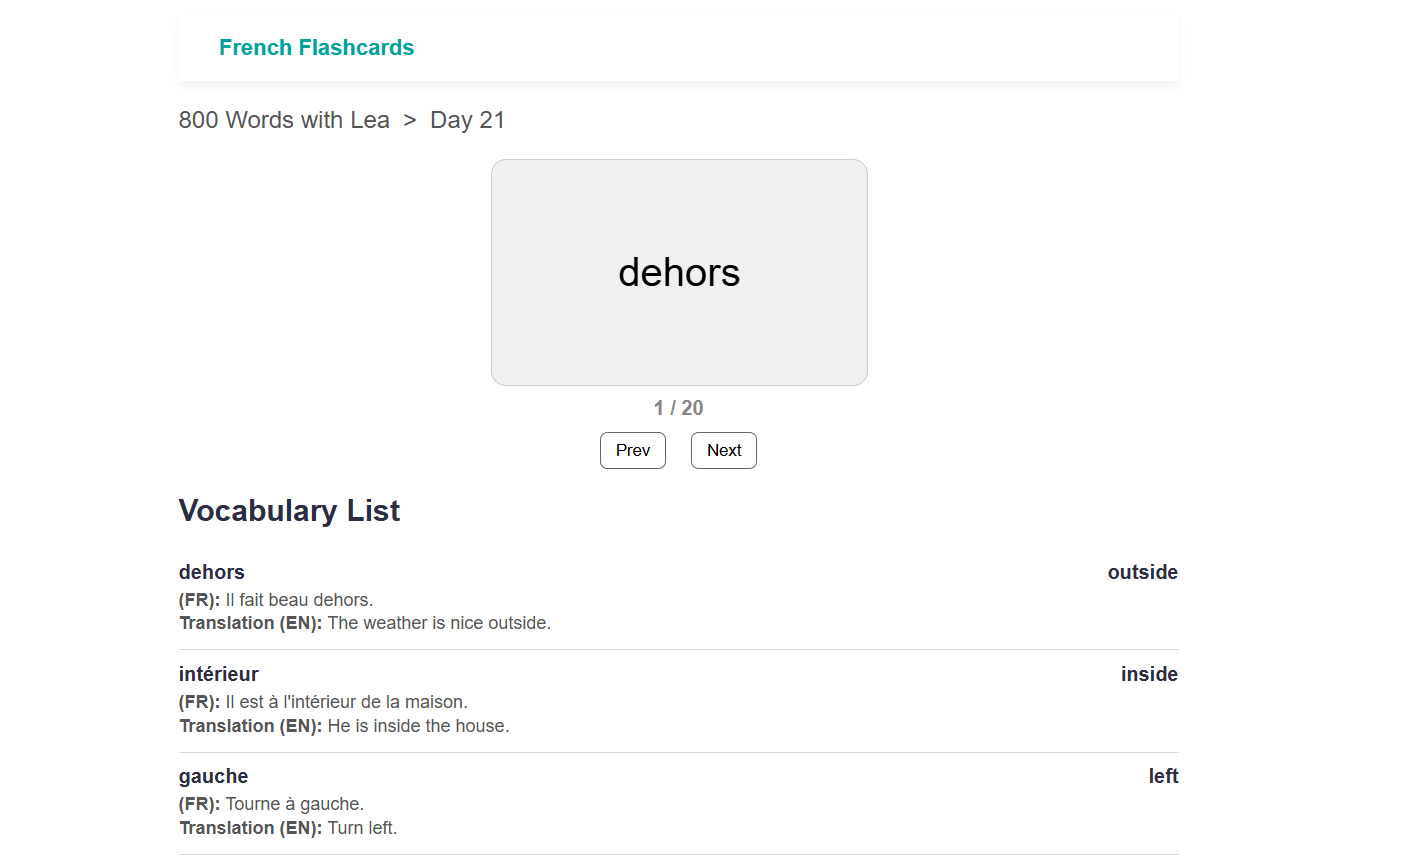 French Flashcards
800 Words with Lea > Day 21
dehors
1 / 20
Prev Next
Vocabulary List
dehors outside
(FR): Il fait beau dehors.
Translation (EN): The weather is nice outside.
intérieur inside
(FR): Il est à l'intérieur de la maison.
Translation (EN): He is inside the house.
gauche left
(FR): Tourne à gauche.
Translation (EN): Turn left.